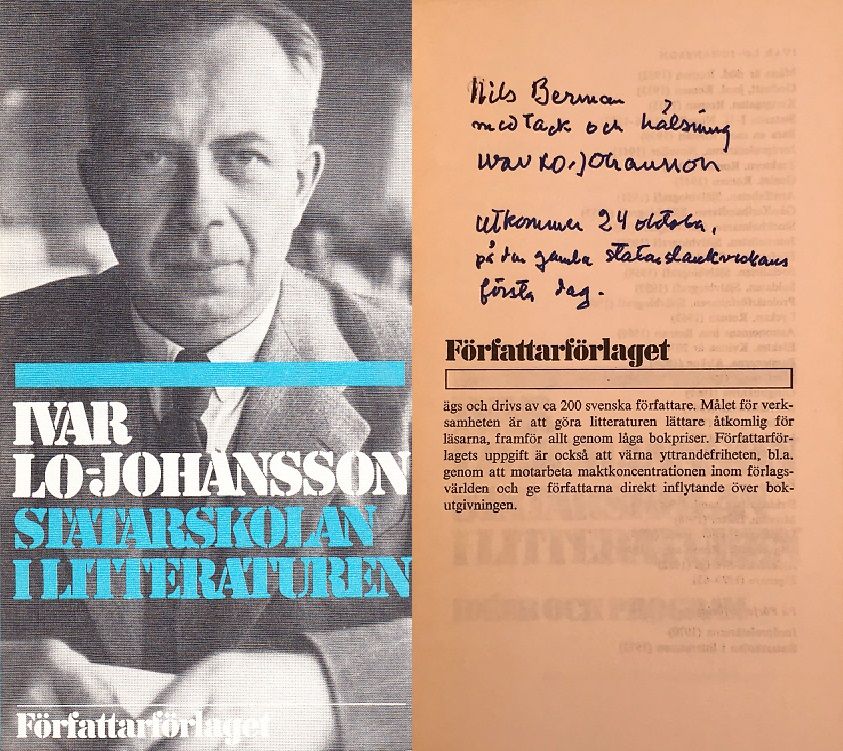 IVAR
LO-JOHANSSON
STATARSKOLAN
I LITTERATUREN
Författarförlaget
Nils Berman
med tack och hälsning
Ivar Lo-Johansson
Utkommer 24 oktober,
på den gamla statarslankveckans
första dag.
Författarförlaget
ägs och drivs av ca 200 svenska författare. Målet för verk-
samheten är att göra litteraturen lättare åtkomlig för
läsarna, framför allt genom låga bokpriser. Författarför-
lagets uppgift är också att värna yttrandefriheten, bl.a.
genom att motarbeta maktkoncentrationen inom förlags-
världen och ge författarna direkt inflytande över bok-
utgivningen.